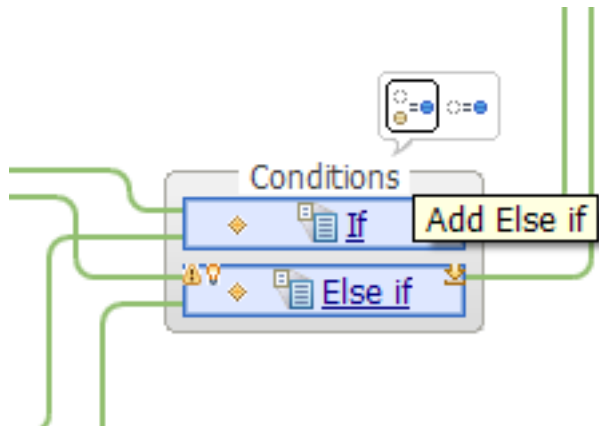 Conditions
If
Add Else if
Else if